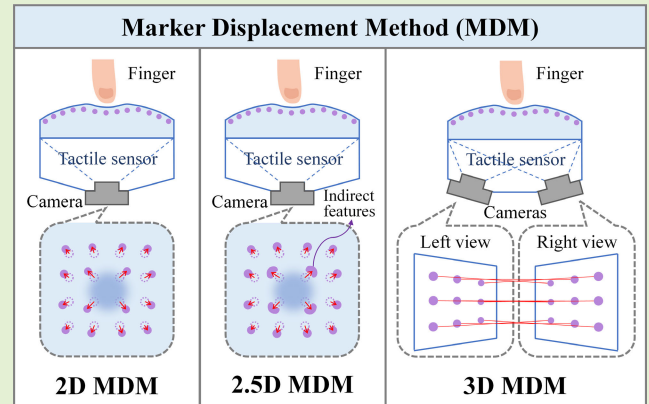 Marker Displacement Method (MDM)
Finger
Tactile sensor
Camera
2D MDM
Finger
Tactile sensor
Camera
Indirect
features
2.5D MDM
Finger
Tactile sensor
Cameras
Left view
Right view
3D MDM